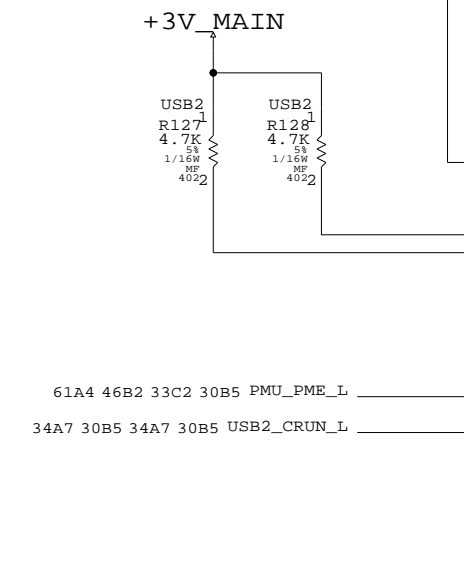 +3V_MAIN
USB2 USB2
1 1
R127 R128
4.7K 4.7K
5% 5%
1/16W 1/16W
MF MF
402 2 402 2
61A4 46B2 33C2 30B5 PMU_PME_L
34A7 30B5 34A7 30B5 USB2_CRUN_L